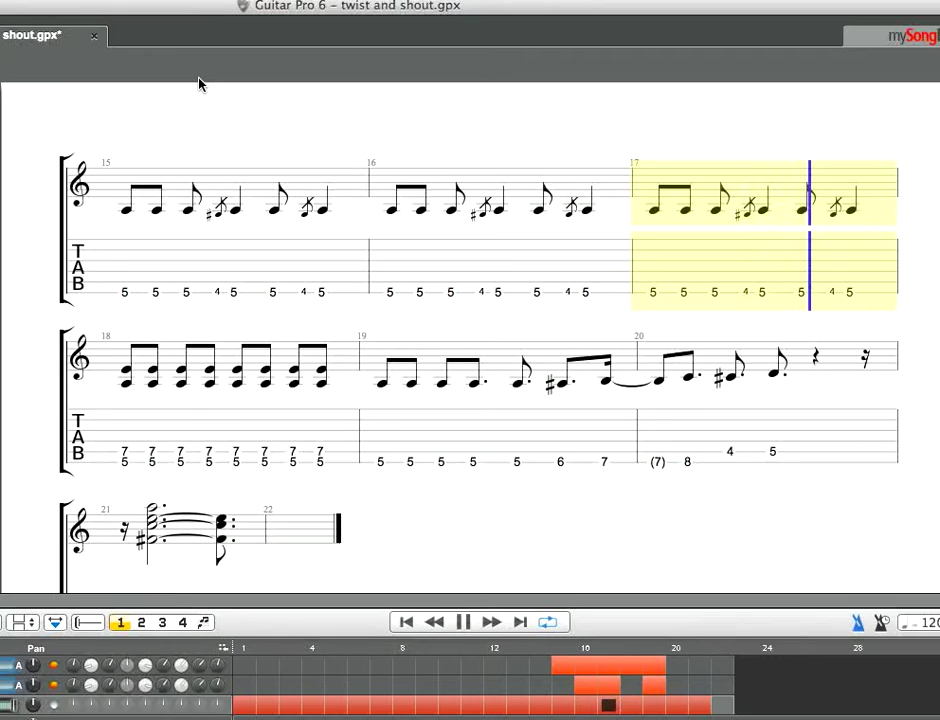 Guitar Pro 6 – twist and shout.gpx
shout.gpx* ×
mySong
15 16 17
T
A
B
5 5 5 4 5 5 4 5 5 5 5 4 5 5 4 5 5 5 5 4 5 5 4 5
18 19 20
T
A
B
7 7 7 7 7 7 7 7 4 5
5 5 5 5 5 5 5 5 5 5 5 5 5 6 7 (7) 8
21 22
1 2 3 4
120
Pan 1 4 8 12 16 20 24 28
A
A